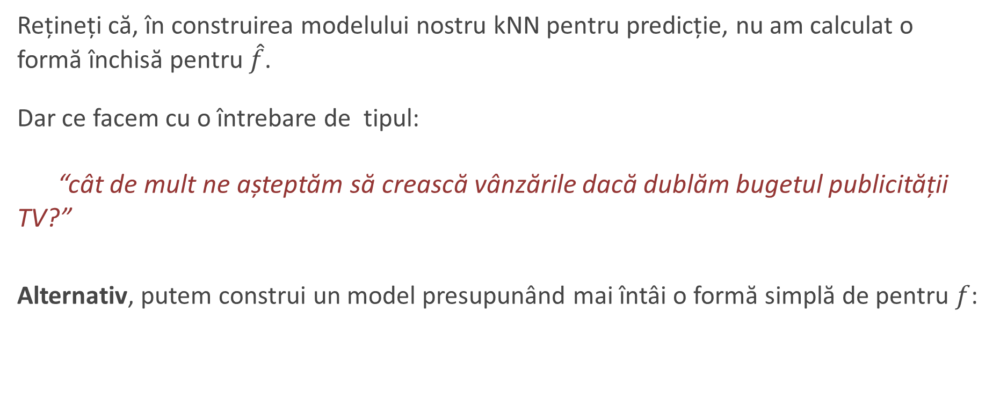 Rețineți că, în construirea modelului nostru kNN pentru predicție, nu am calculat o
formă închisă pentru f̂.
Dar ce facem cu o întrebare de  tipul:
“cât de mult ne așteptăm să crească vânzările dacă dublăm bugetul publicității
TV?”
Alternativ, putem construi un model presupunând mai întâi o formă simplă de pentru f: